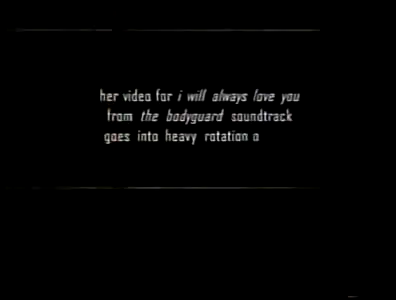 her video for i will always love you
from the bodyguard soundtrack
goes into heavy rotation o